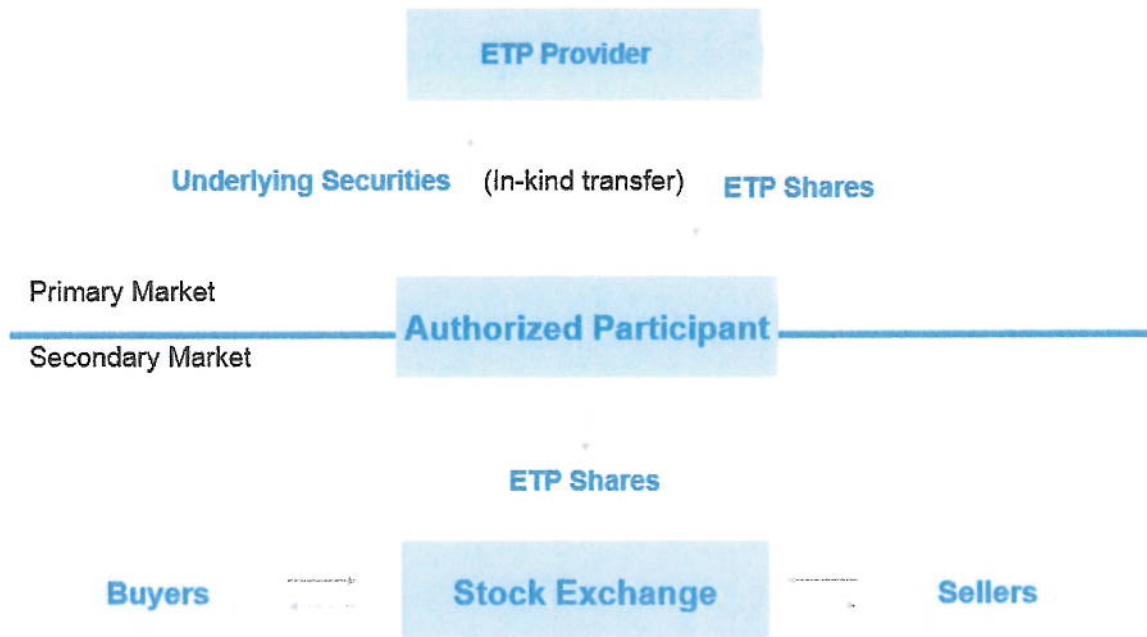 ETP Provider
Underlying Securities (In-kind transfer) ETP Shares
Primary Market
Authorized Participant
Secondary Market
ETP Shares
Buyers Stock Exchange Sellers